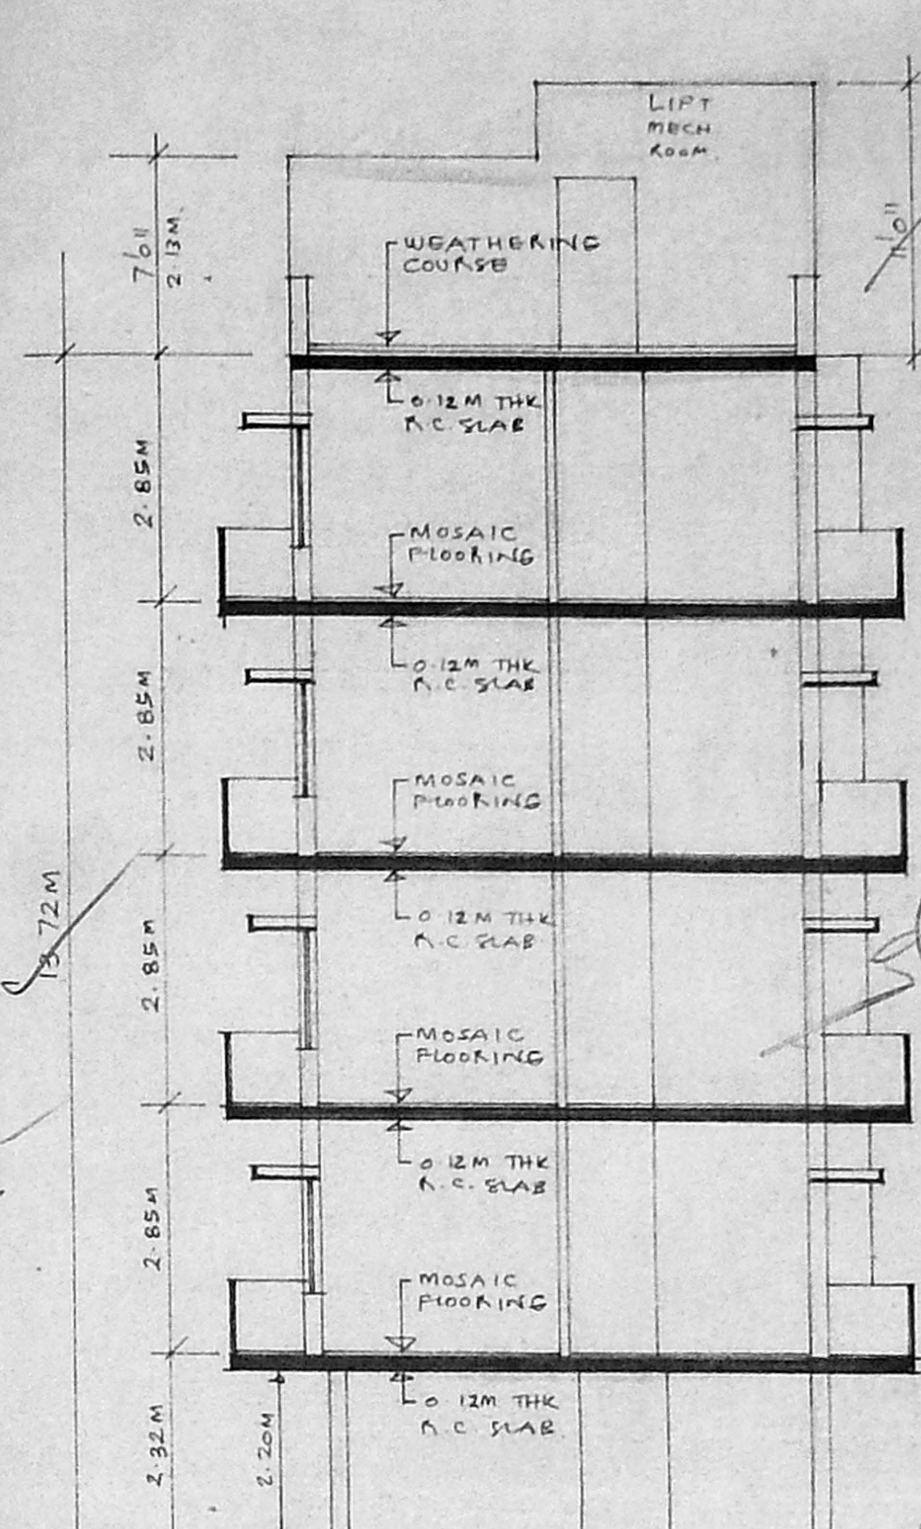 LIFT
MECH
ROOM.
7'0"
2.13M.
11'0"
WEATHERING
COURSE
0.12M THK
R.C. SLAB
2.85M
MOSAIC
FLOORING
0.12M THK
R.C. SLAB
2.85M
MOSAIC
FLOORING
13.72M
0.12M THK
R.C. SLAB
2.85M
MOSAIC
FLOORING
0.12M THK
R.C. SLAB
2.85M
MOSAIC
FLOORING
0.12M THK
R.C. SLAB.
2.32M
2.20M